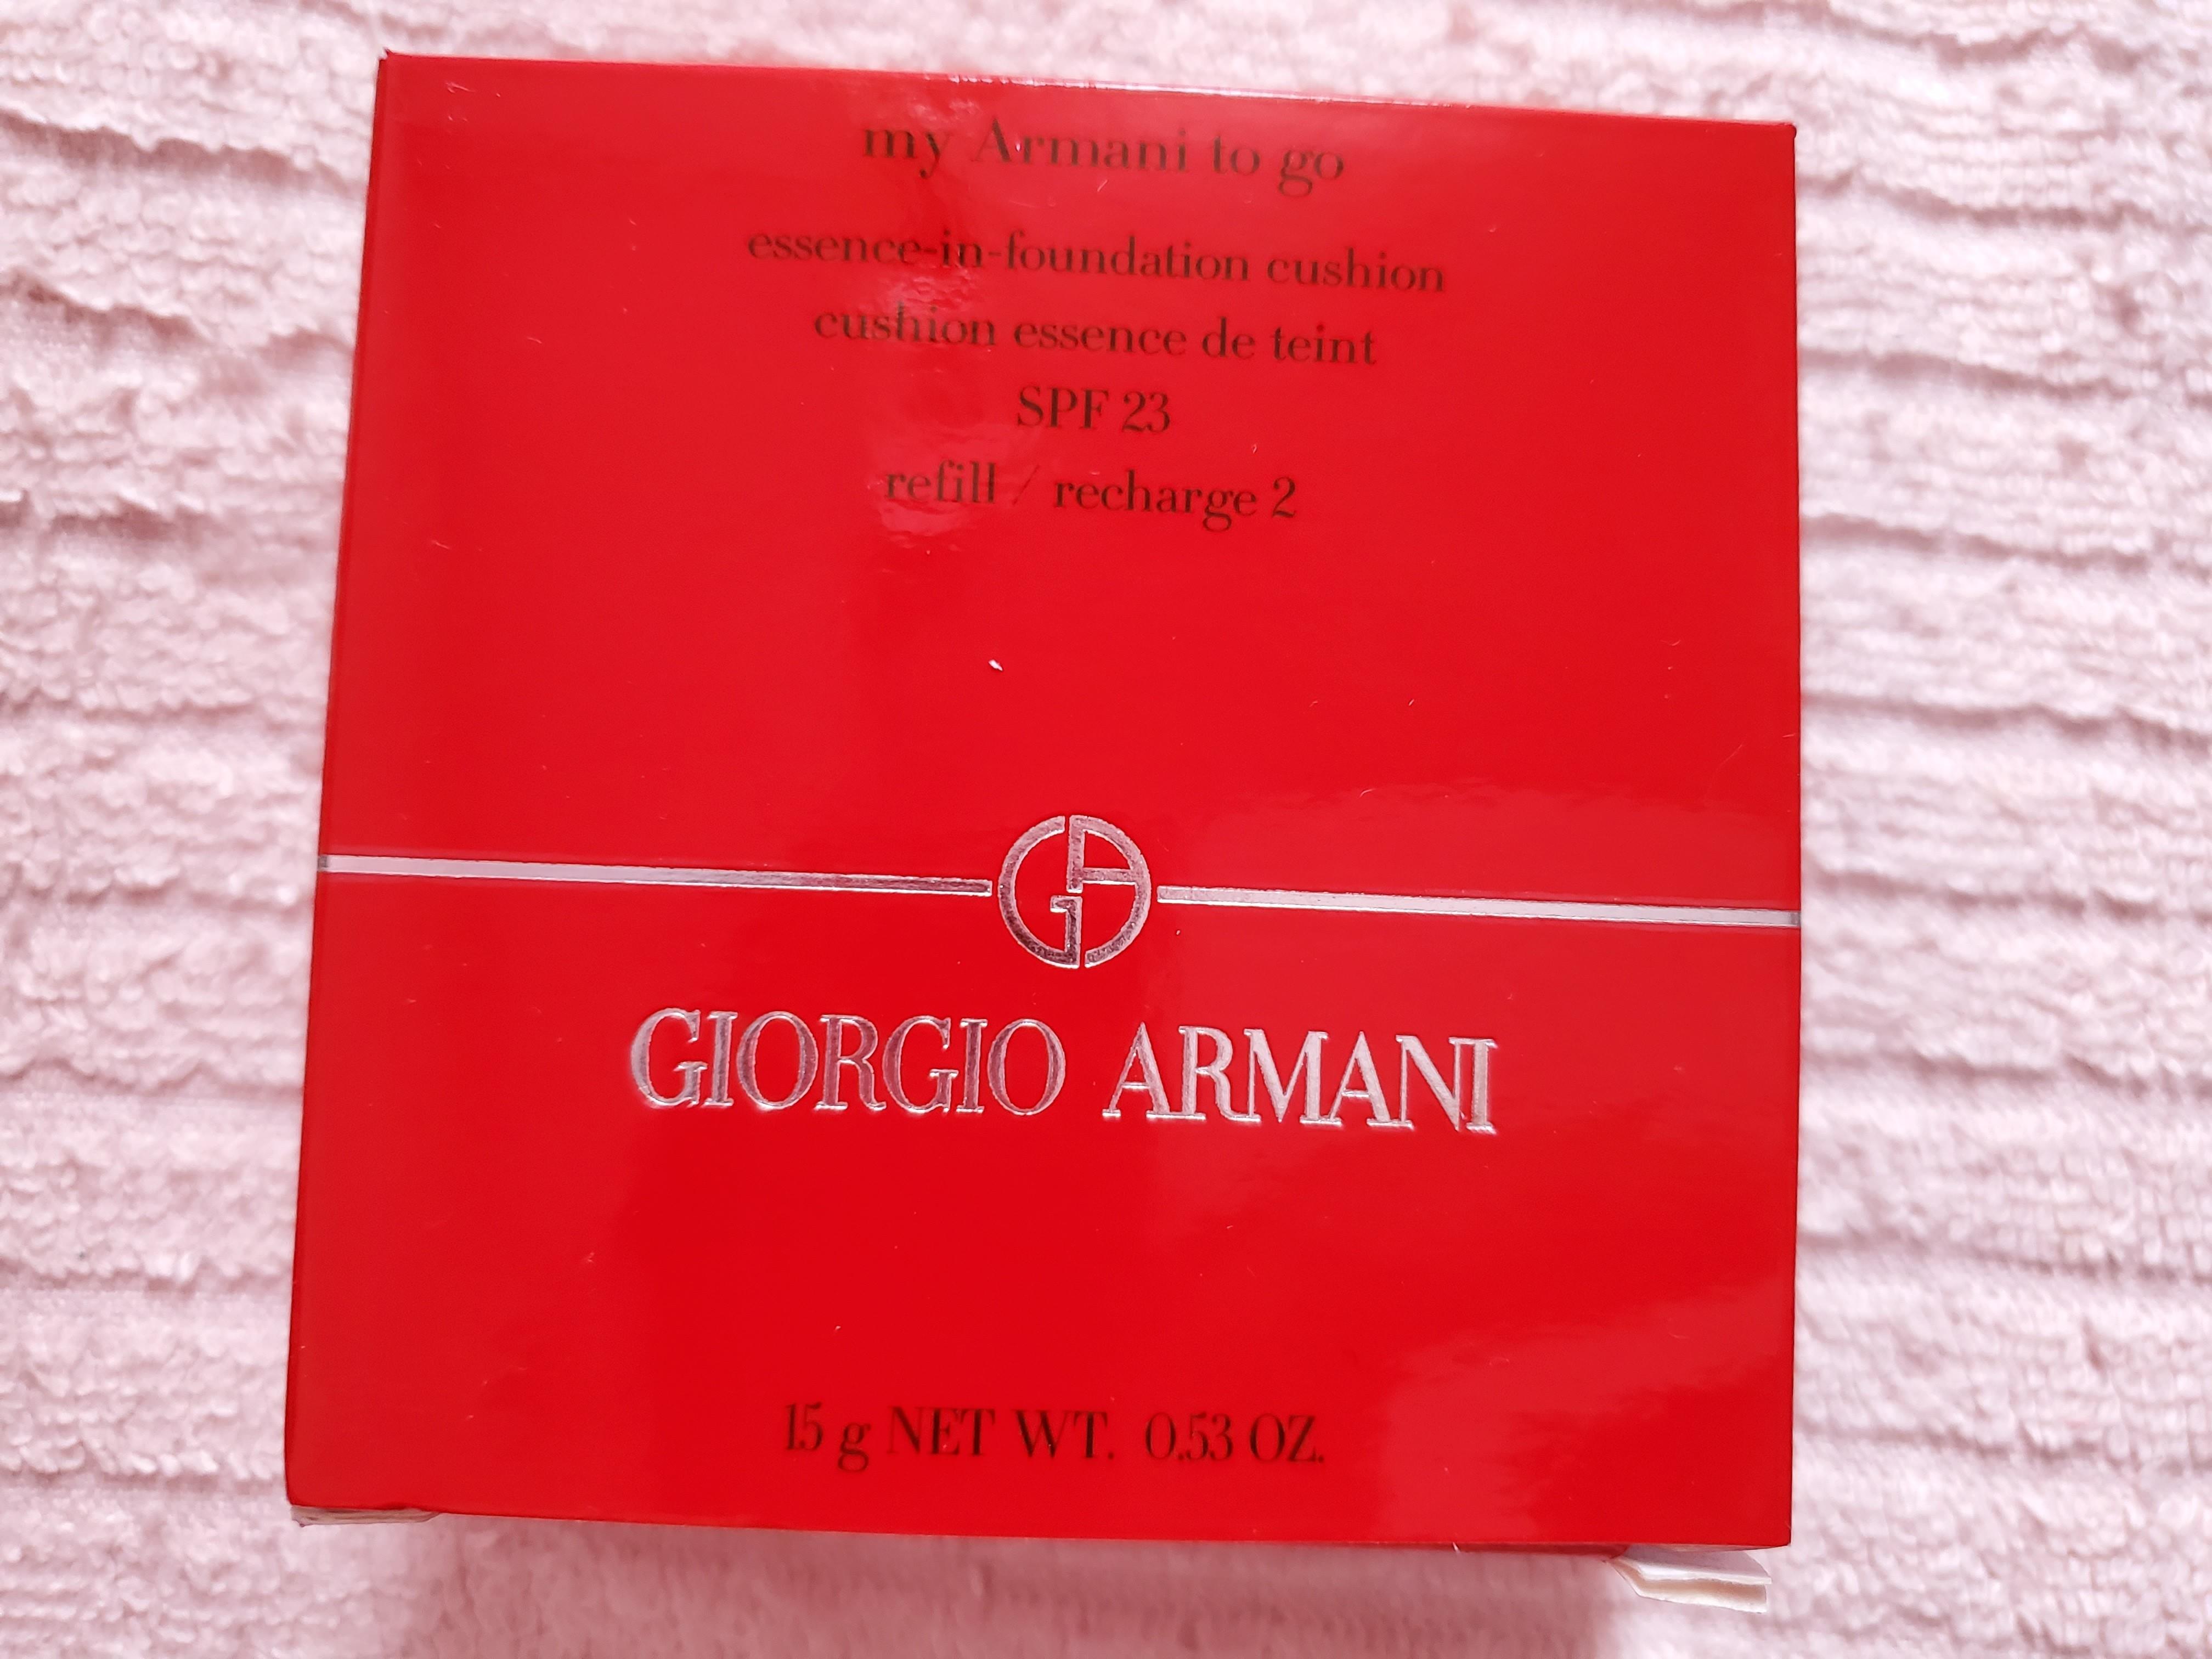 my Armani to go
essence-in-foundation cushion
cushion essence de teint
SPF 23
refill / recharge 2
GA
GIORGIO ARMANI
15 g NET WT. 0.53 OZ.